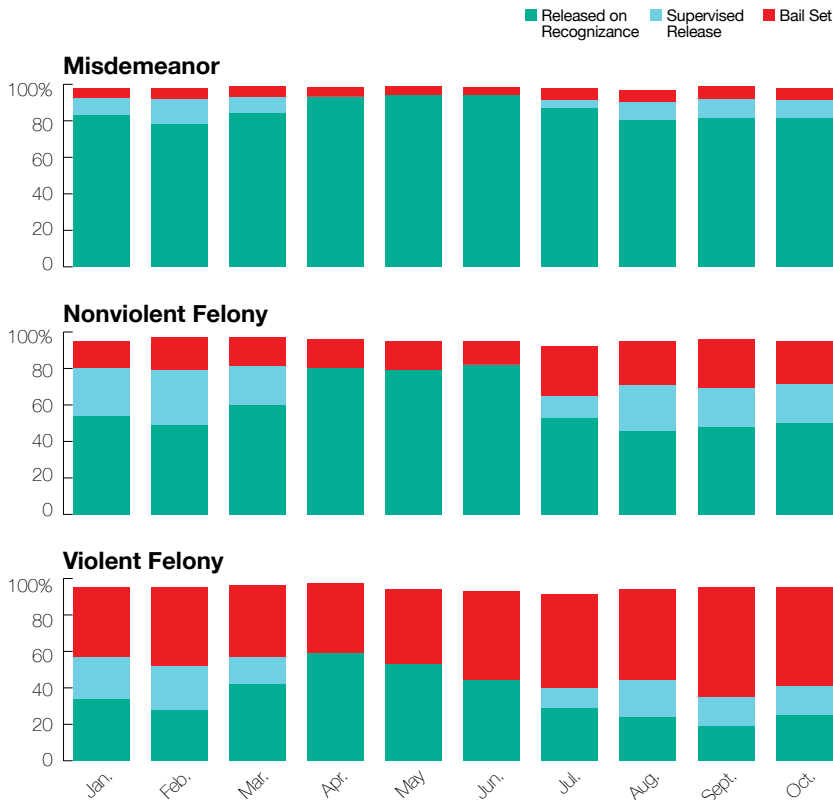 Released on
Recognizance
Supervised
Release
Bail Set
Misdemeanor
100%
80
60
40
20
0
Nonviolent Felony
100%
80
60
40
20
0
Violent Felony
100%
80
60
40
20
0
Jan. Feb. Mar. Apr. May Jun. Jul. Aug. Sept. Oct.